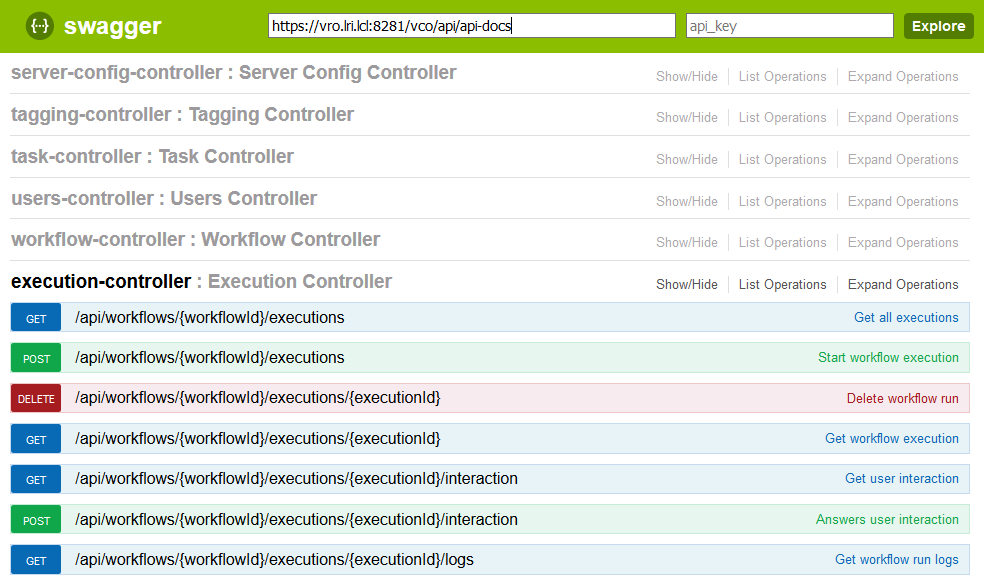 {···} swagger https://vro.lri.lcl:8281/vco/api/api-docs api_key Explore
server-config-controller : Server Config Controller Show/Hide List Operations Expand Operations
tagging-controller : Tagging Controller Show/Hide List Operations Expand Operations
task-controller : Task Controller Show/Hide List Operations Expand Operations
users-controller : Users Controller Show/Hide List Operations Expand Operations
workflow-controller : Workflow Controller Show/Hide List Operations Expand Operations
execution-controller : Execution Controller Show/Hide List Operations Expand Operations
GET /api/workflows/{workflowId}/executions Get all executions
POST /api/workflows/{workflowId}/executions Start workflow execution
DELETE /api/workflows/{workflowId}/executions/{executionId} Delete workflow run
GET /api/workflows/{workflowId}/executions/{executionId} Get workflow execution
GET /api/workflows/{workflowId}/executions/{executionId}/interaction Get user interaction
POST /api/workflows/{workflowId}/executions/{executionId}/interaction Answers user interaction
GET /api/workflows/{workflowId}/executions/{executionId}/logs Get workflow run logs